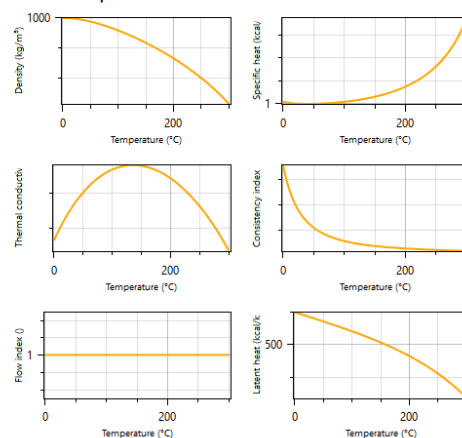 1000
Density (kg/m³)
0
200
Temperature (°C)
Specific heat (kcal/
1
0
200
Temperature (°C)
Thermal conductiv
0
200
Temperature (°C)
Consistency index
0
200
Temperature (°C)
Flow index ()
1
0
200
Temperature (°C)
Latent heat (kcal/k
500
0
200
Temperature (°C)